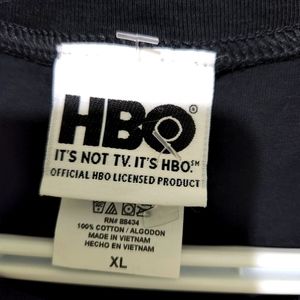 HBO
IT'S NOT TV. IT'S HBO.℠
OFFICIAL HBO LICENSED PRODUCT
RN# 88434
100% COTTON / ALGODON
MADE IN VIETNAM
HECHO EN VIETNAM
XL